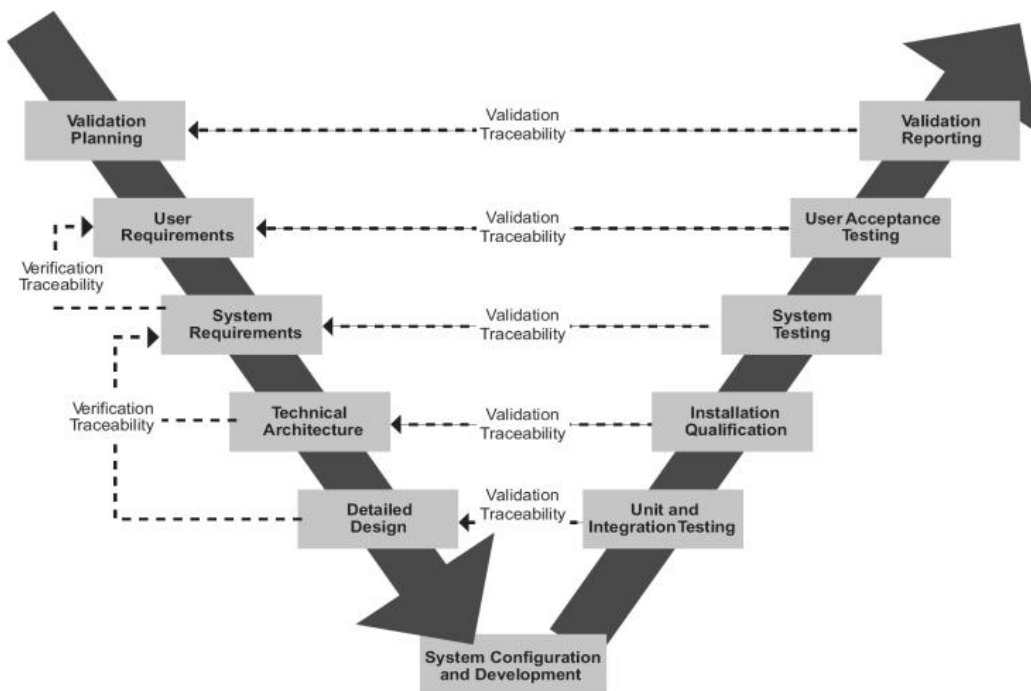 Validation
Planning
Validation
Traceability
Validation
Reporting
User
Requirements
Validation
Traceability
User Acceptance
Testing
Verification
Traceability
System
Requirements
Validation
Traceability
System
Testing
Verification
Traceability
Technical
Architecture
Validation
Traceability
Installation
Qualification
Detailed
Design
Validation
Traceability
Unit and
Integration Testing
System Configuration
and Development